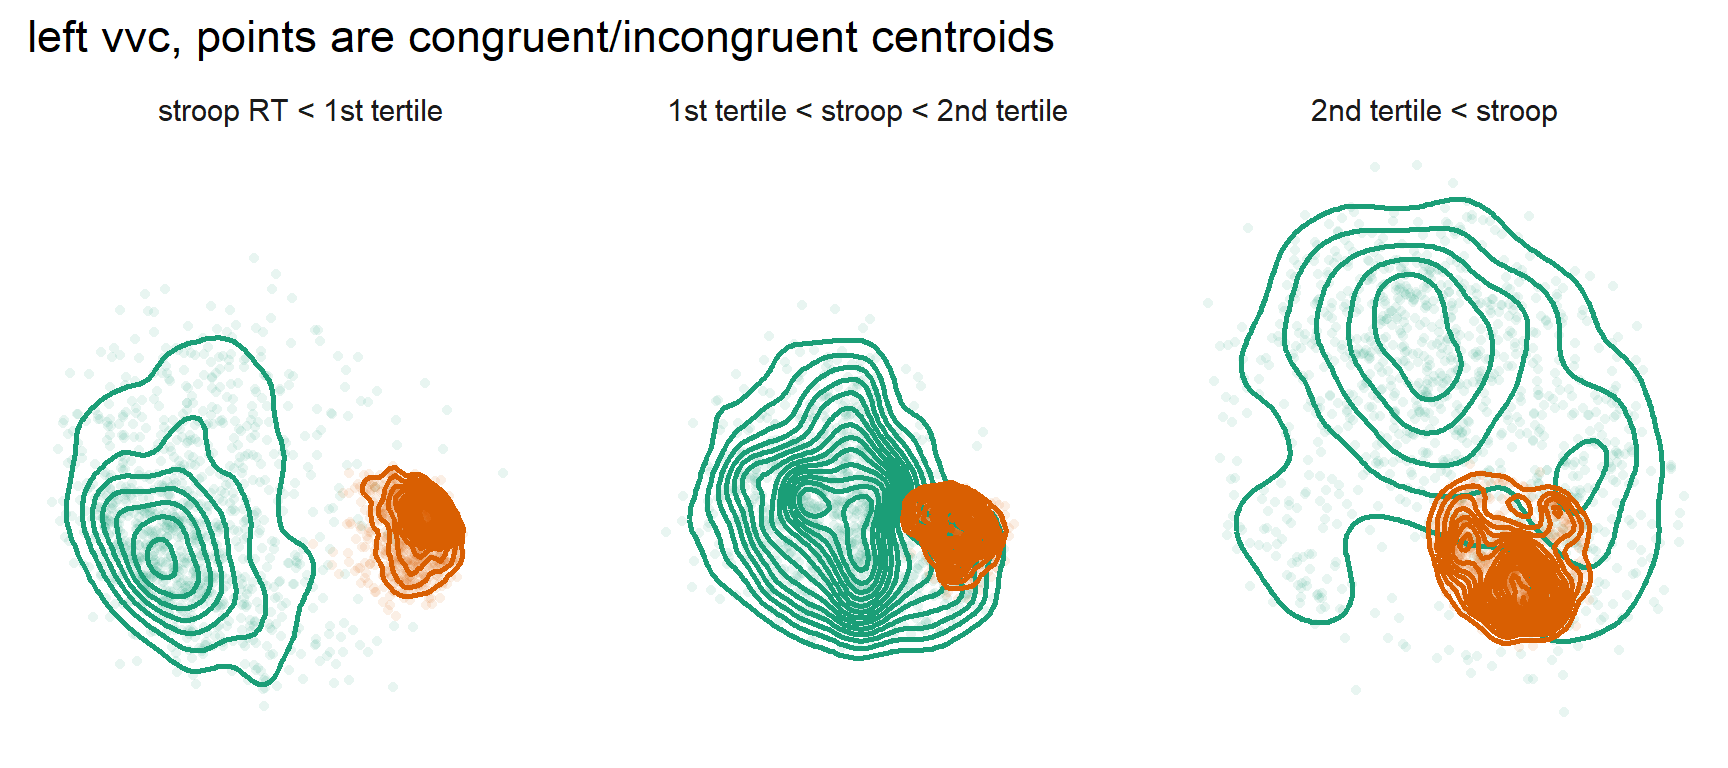 left vvc, points are congruent/incongruent centroids
stroop RT < 1st tertile
1st tertile < stroop < 2nd tertile
2nd tertile < stroop